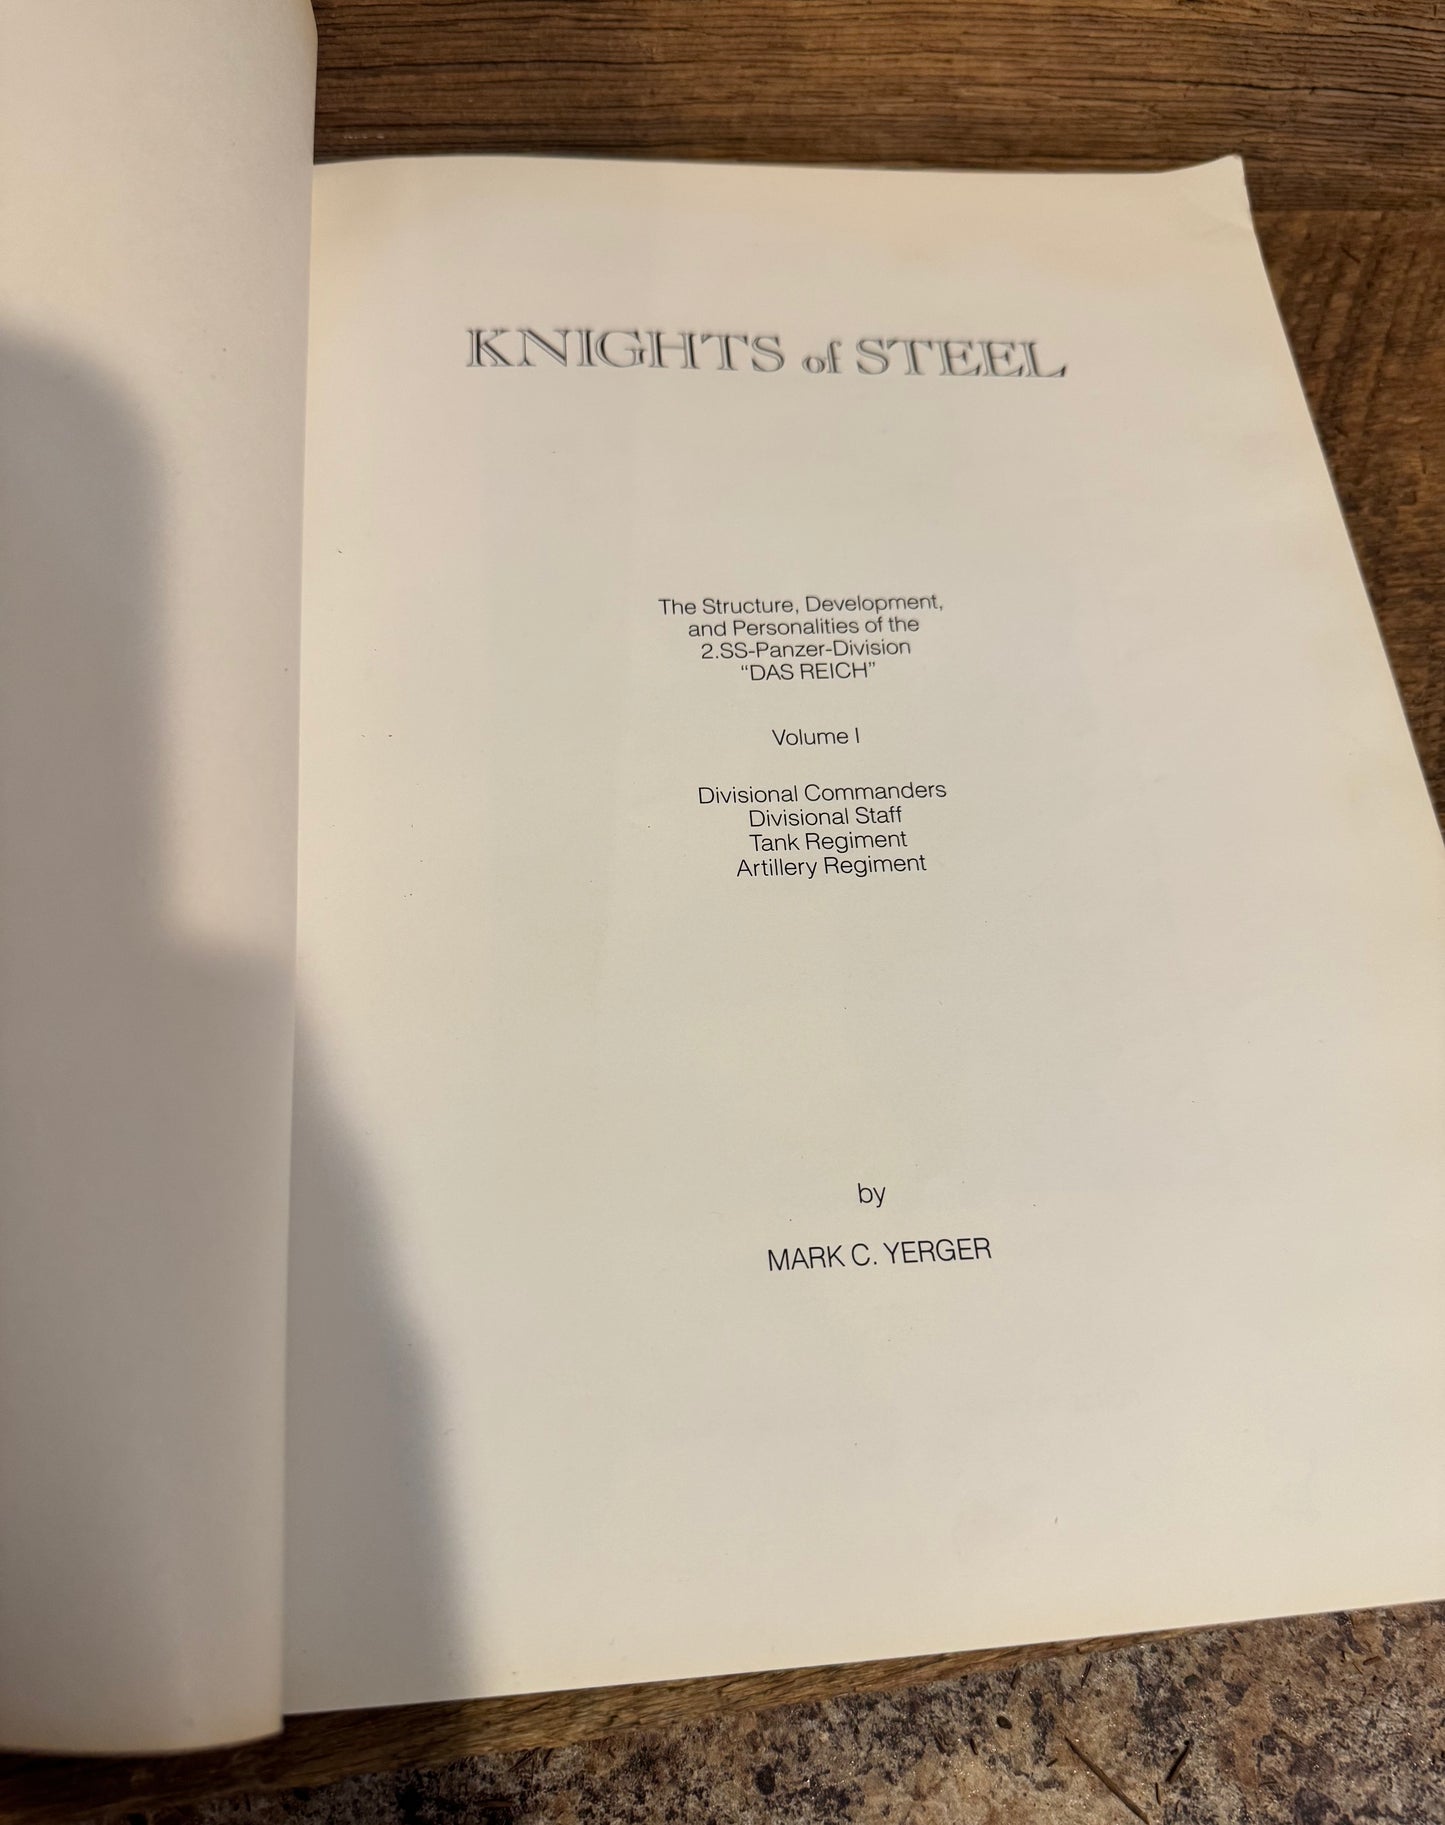 KNIGHTS of STEEL
The Structure, Development,
and Personalities of the
2.SS-Panzer-Division
“DAS REICH”
Volume I
Divisional Commanders
Divisional Staff
Tank Regiment
Artillery Regiment
by
MARK C. YERGER